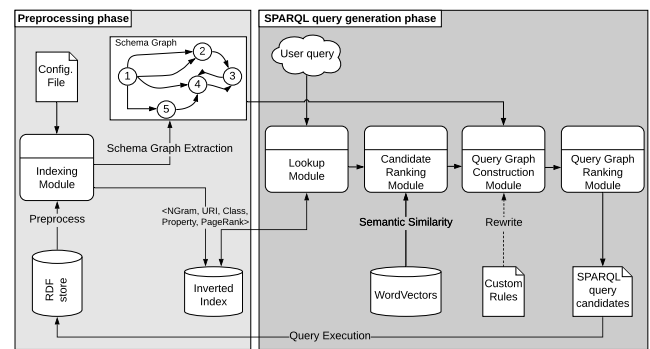 Preprocessing phase
SPARQL query generation phase
Config.
File
Schema Graph
1
2
3
4
5
User query
Indexing
Module
Schema Graph Extraction
Lookup
Module
Candidate
Ranking
Module
Query Graph
Construction
Module
Query Graph
Ranking
Module
Preprocess
<NGram, URI, Class,
Property, PageRank>
Semantic Similarity
Rewrite
RDF
store
Inverted
Index
WordVectors
Custom
Rules
SPARQL
query
candidates
Query Execution